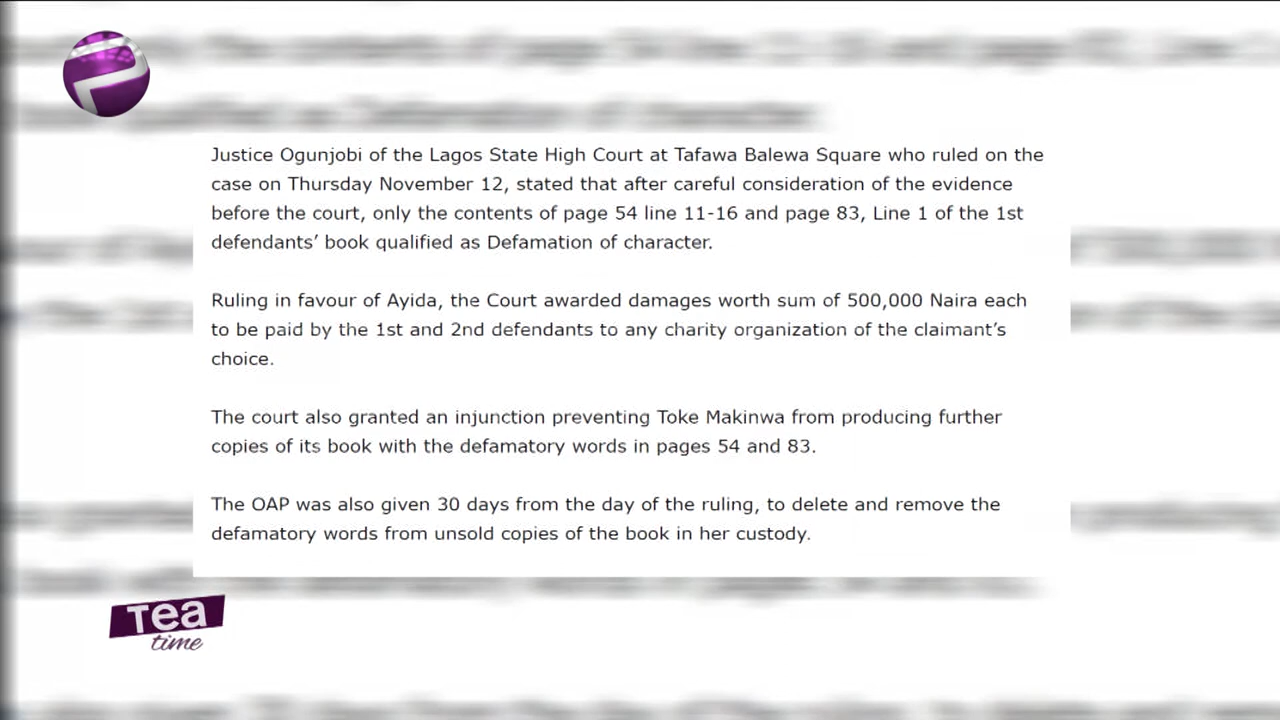 Justice Ogunjobi of the Lagos State High Court at Tafawa Balewa Square who ruled on the
case on Thursday November 12, stated that after careful consideration of the evidence
before the court, only the contents of page 54 line 11-16 and page 83, Line 1 of the 1st
defendants’ book qualified as Defamation of character.
Ruling in favour of Ayida, the Court awarded damages worth sum of 500,000 Naira each
to be paid by the 1st and 2nd defendants to any charity organization of the claimant’s
choice.
The court also granted an injunction preventing Toke Makinwa from producing further
copies of its book with the defamatory words in pages 54 and 83.
The OAP was also given 30 days from the day of the ruling, to delete and remove the
defamatory words from unsold copies of the book in her custody.
Tea
time